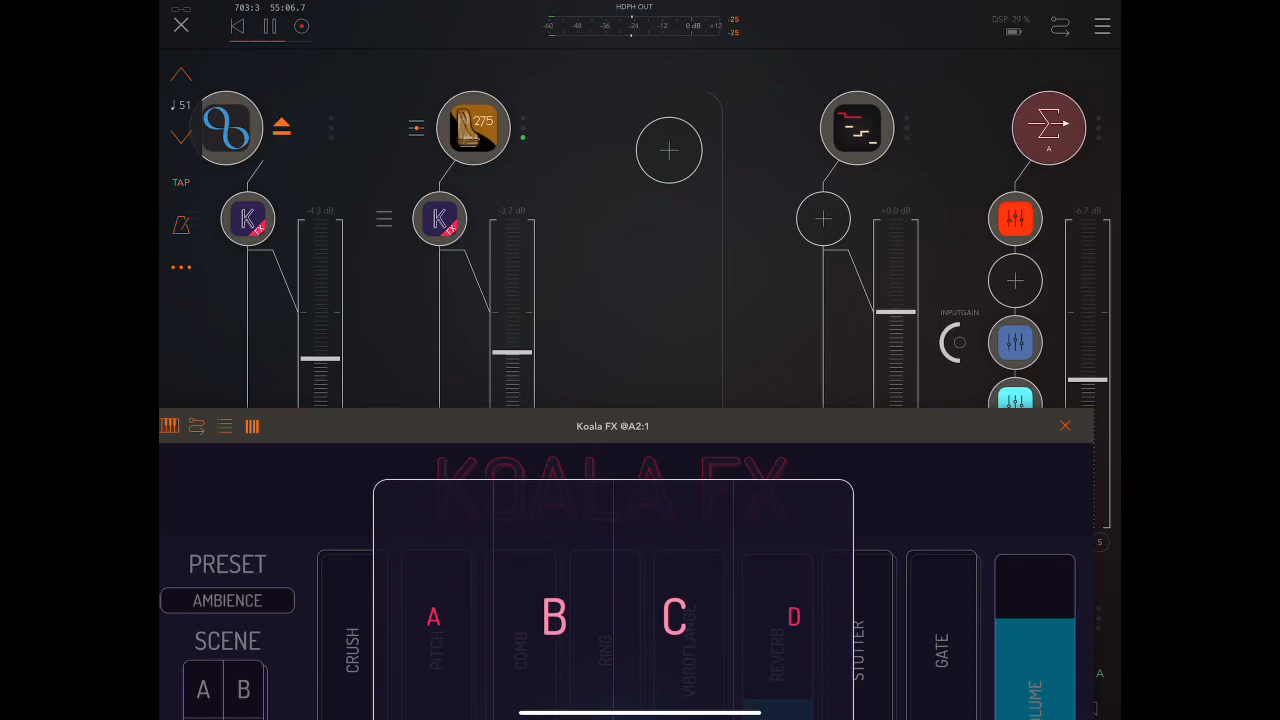 703:3 55:06.7
HDPH OUT
-60 -48 -36 -24 -12 0 dB +12
-25
-25
DSP: 29 %
51
TAP
275
A
K FX
K FX
-4.3 dB
-3.7 dB
+0.0 dB
-6.7 dB
INPUTGAIN
Koala FX @A2:1
KOALA FX
PRESET
AMBIENCE
SCENE
A B
CRUSH
PITCH
COMB
RING
VIBROFLANGE
REVERB
STUTTER
GATE
VOLUME
A B C D
S
A